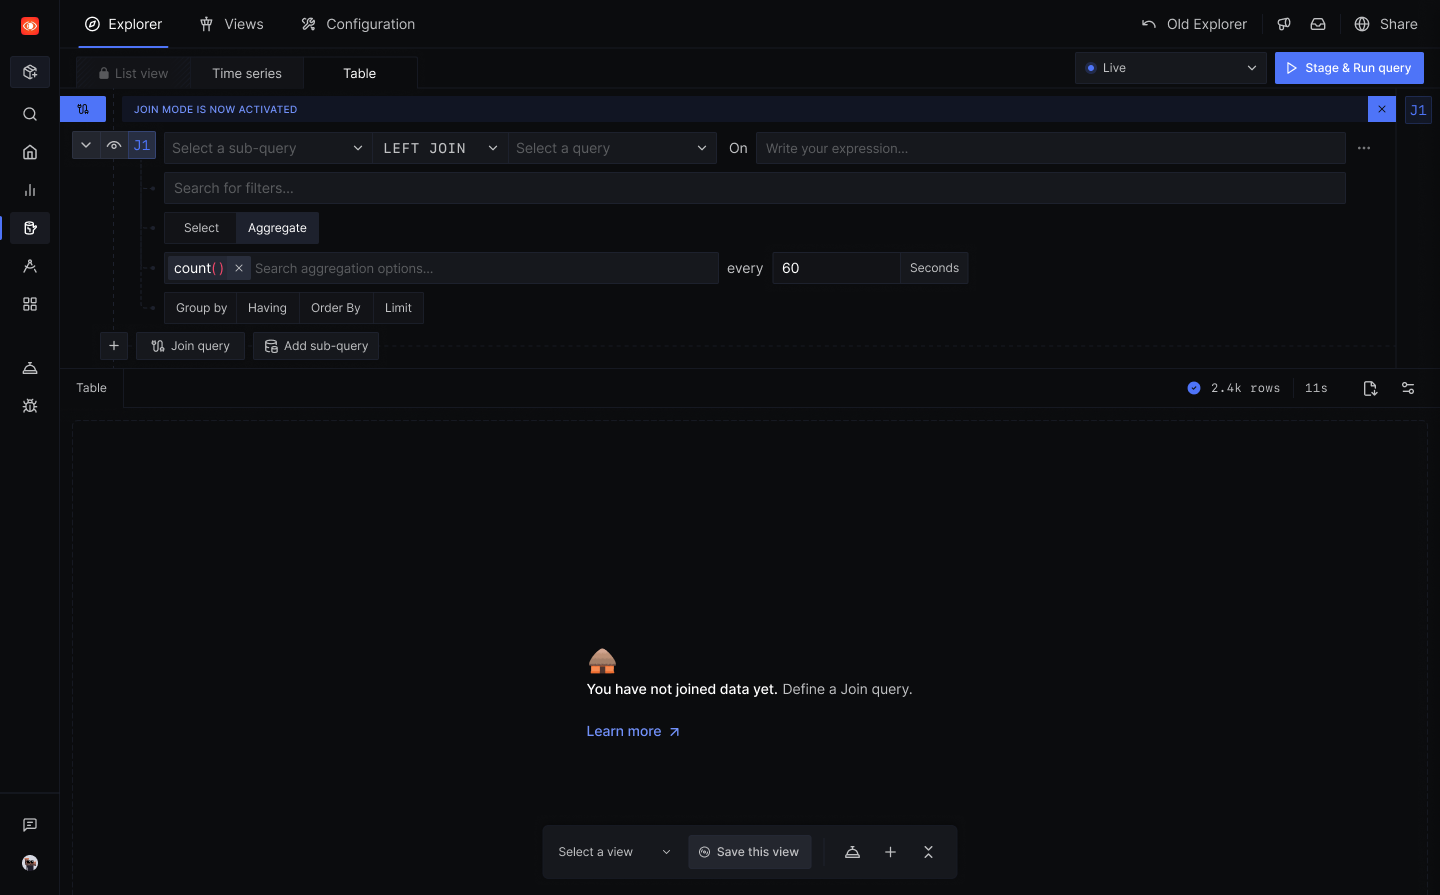 Explorer Views Configuration Old Explorer Share
List view Time series Table Live Stage & Run query
JOIN MODE IS NOW ACTIVATED J1
J1 Select a sub-query LEFT JOIN Select a query On Write your expression...
Search for filters...
Select Aggregate
count() Search aggregation options... every 60 Seconds
Group by Having Order By Limit
Join query Add sub-query
Table 2.4k rows 11s
You have not joined data yet. Define a Join query.
Learn more
Select a view Save this view